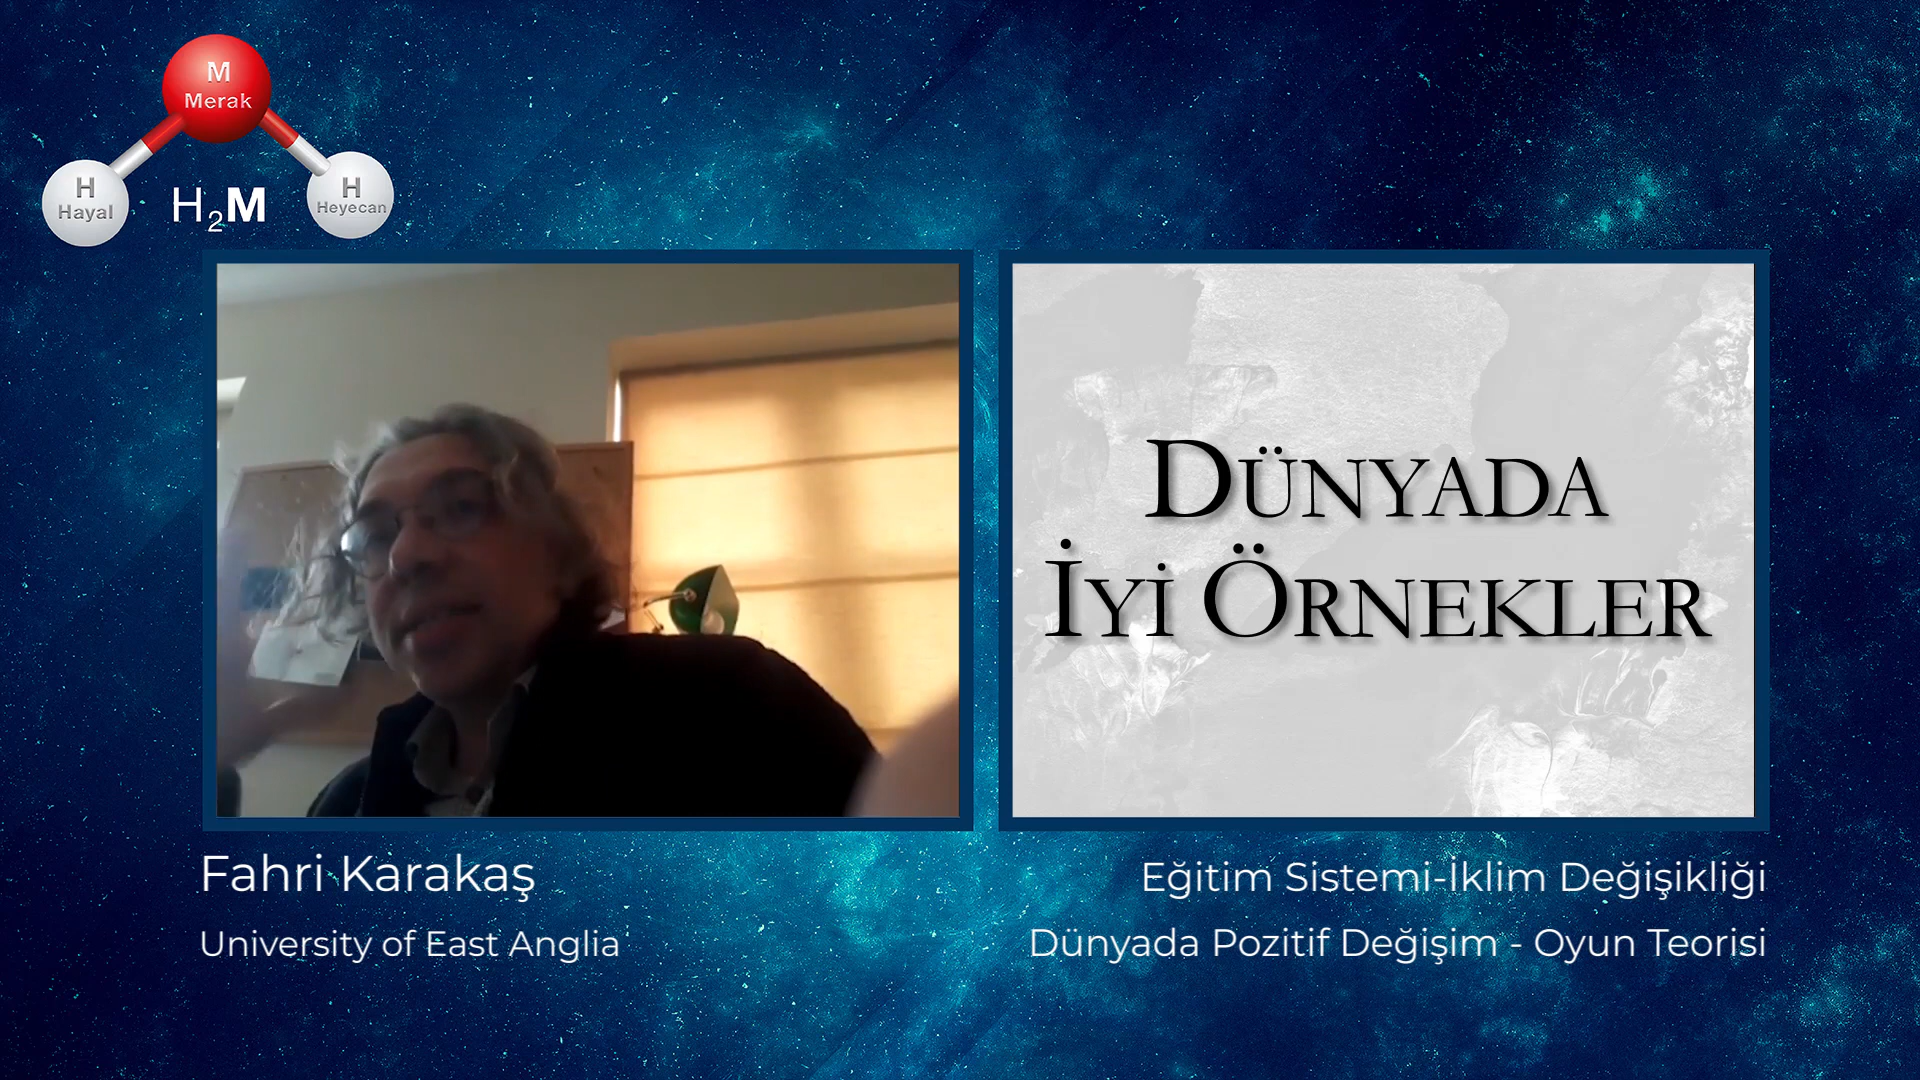 M
Merak
H
Hayal
H₂M
H
Heyecan
DÜNYADA
İYİ ÖRNEKLER
Fahri Karakaş
University of East Anglia
Eğitim Sistemi-İklim Değişikliği
Dünyada Pozitif Değişim - Oyun Teorisi